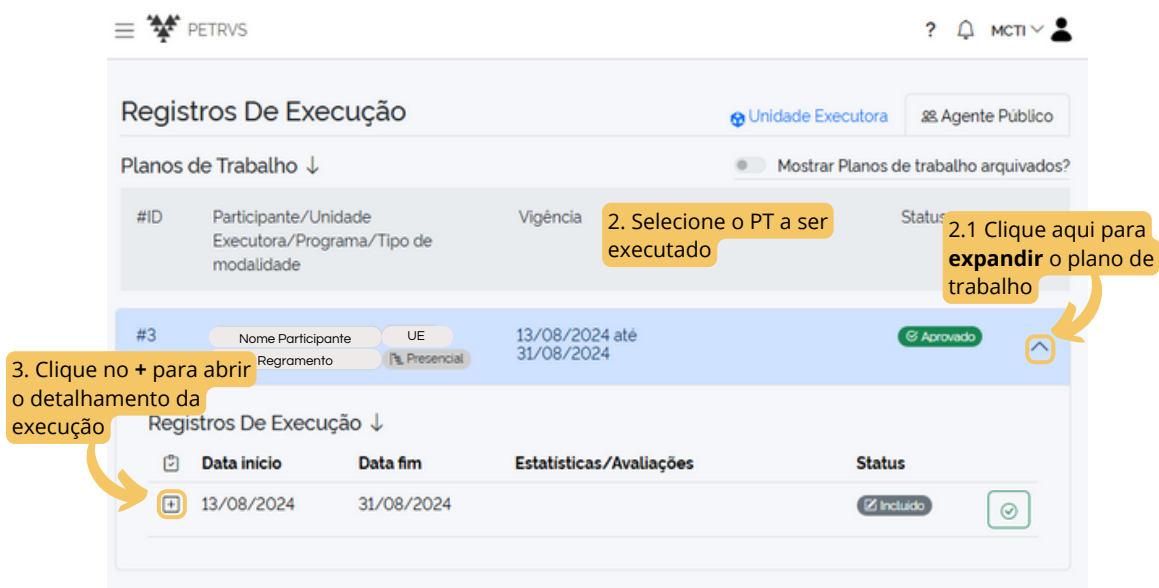 PETRVS
? MCTI
Registros De Execução
Unidade Executora
Agente Público
Planos de Trabalho ↓
Mostrar Planos de trabalho arquivados?
#ID
Participante/Unidade
Executora/Programa/Tipo de
modalidade
Vigência
2. Selecione o PT a ser
executado
Status
2.1 Clique aqui para
expandir o plano de
trabalho
#3
Nome Participante
UE
Regramento
Presencial
13/08/2024 até
31/08/2024
Aprovado
3. Clique no + para abrir
o detalhamento da
execução
Registros De Execução ↓
Data início
Data fim
Estatísticas/Avaliações
Status
13/08/2024
31/08/2024
Incluído